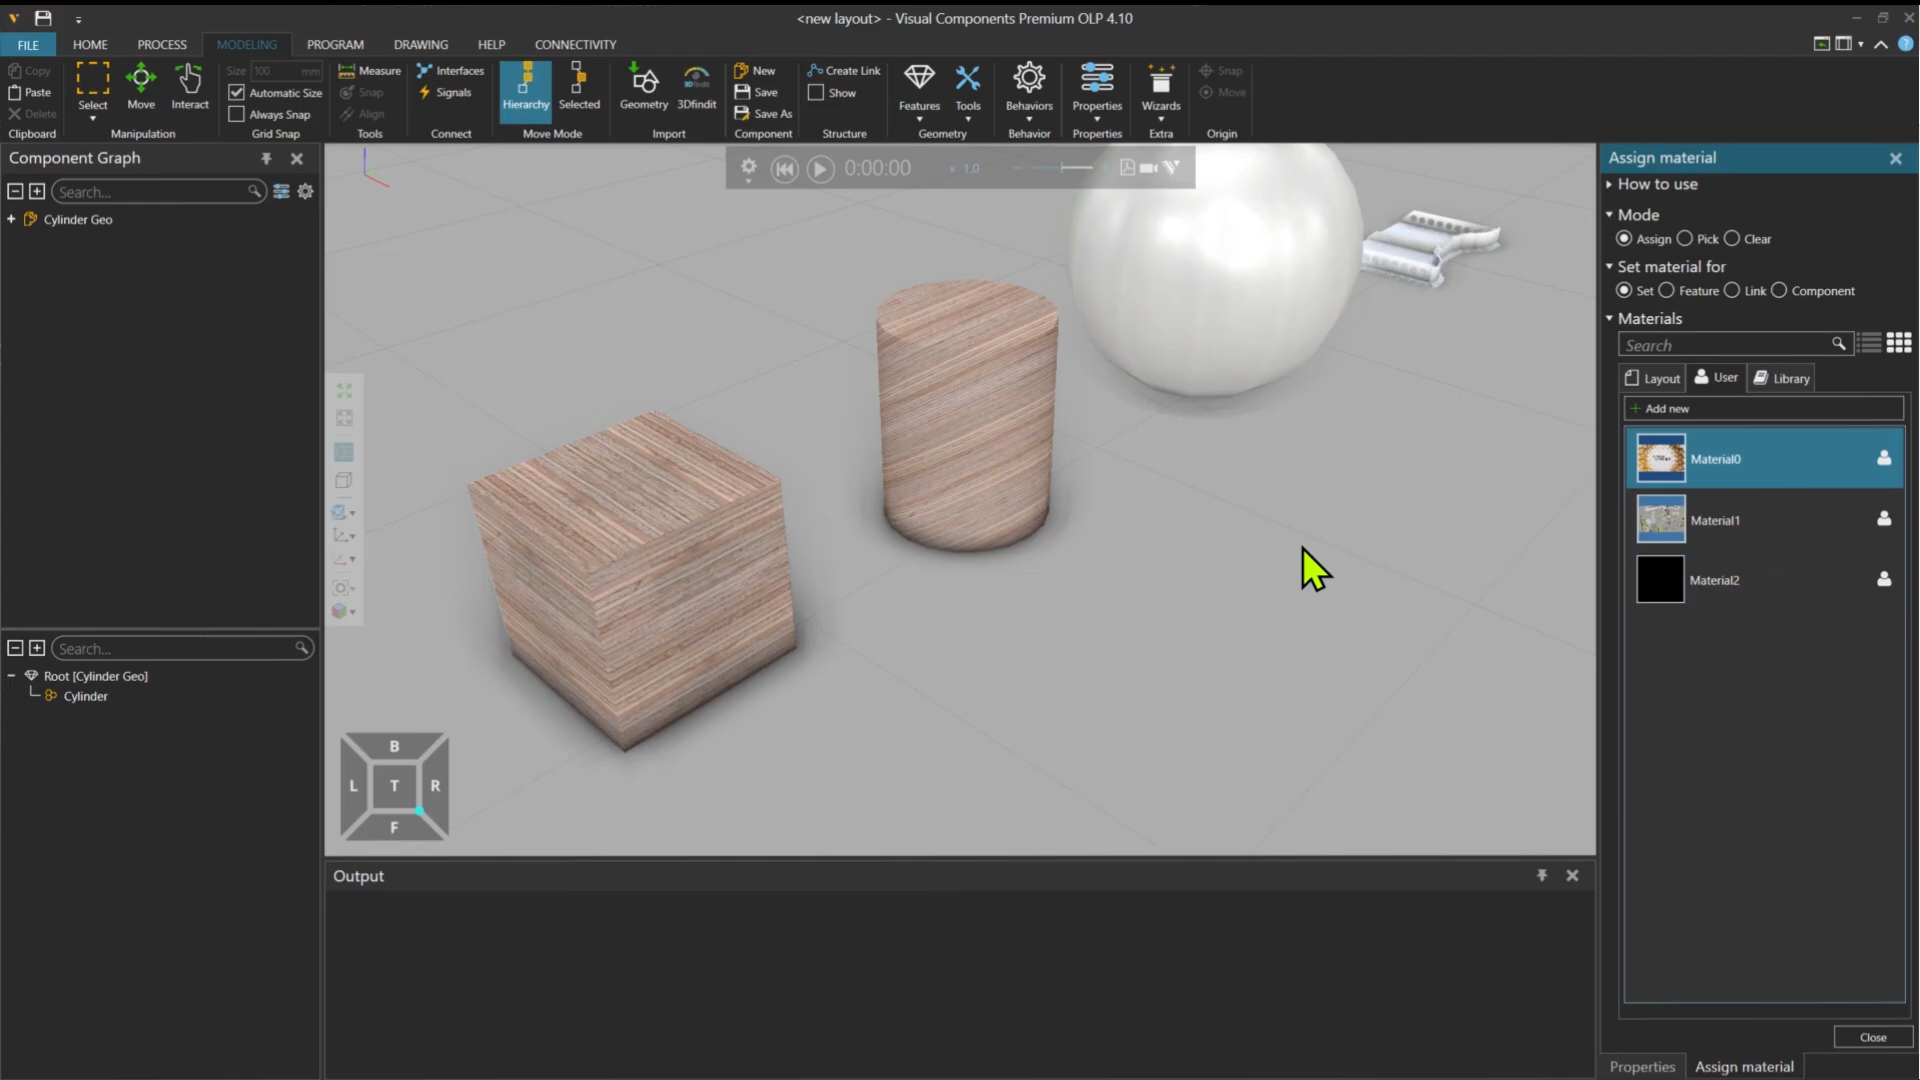 <new layout> - Visual Components Premium OLP 4.10
FILE HOME PROCESS MODELING PROGRAM DRAWING HELP CONNECTIVITY
Copy
Paste
Delete
Clipboard
Select
Move
Interact
Manipulation
Size 100 mm
Automatic Size
Always Snap
Grid Snap
Measure
Snap
Align
Tools
Interfaces
Signals
Connect
Hierarchy
Selected
Move Mode
Geometry
3Dfindit
Import
New
Save
Save As
Component
Create Link
Show
Structure
Features
Tools
Geometry
Behaviors
Behavior
Properties
Properties
Wizards
Extra
Snap
Move
Origin
Component Graph
Search...
Cylinder Geo
Search...
Root [Cylinder Geo]
Cylinder
0:00:00
x 1.0
B
L T R
F
Output
Assign material
How to use
Mode
Assign Pick Clear
Set material for
Set Feature Link Component
Materials
Search
Layout User Library
Add new
Material0
Material1
Material2
Close
Properties Assign material